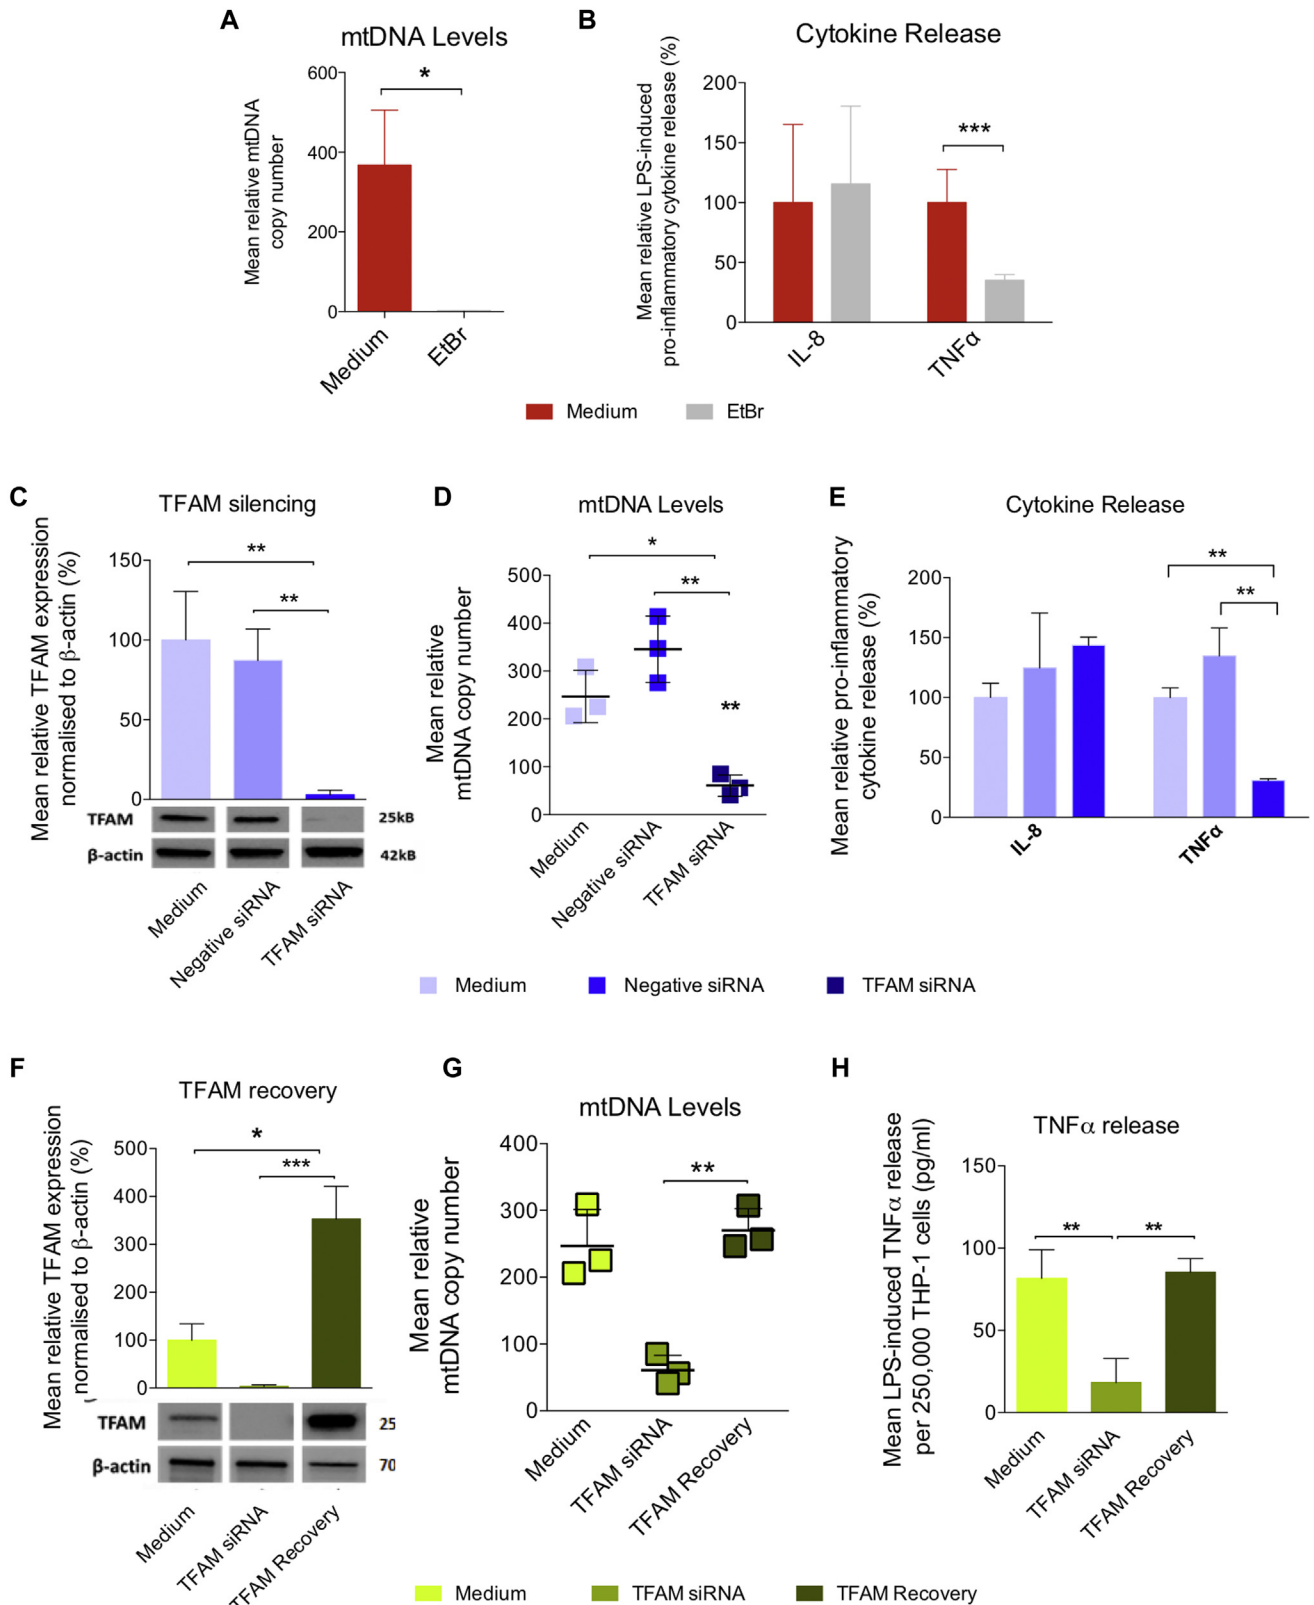 A
mtDNA Levels
Mean relative mtDNA
copy number
600
400
200
0
*
Medium
EtBr
B
Cytokine Release
Mean relative LPS-induced
pro-inflammatory cytokine release (%)
200
150
100
50
0
***
IL-8
TNFα
Medium
EtBr
C
TFAM silencing
Mean relative TFAM expression
normalised to β-actin (%)
150
100
50
0
**
**
TFAM
25kB
β-actin
42kB
Medium
Negative siRNA
TFAM siRNA
D
mtDNA Levels
Mean relative
mtDNA copy number
500
400
300
200
100
0
*
**
**
Medium
Negative siRNA
TFAM siRNA
E
Cytokine Release
Mean relative pro-inflammatory
cytokine release (%)
200
150
100
50
0
**
**
IL-8
TNFα
Medium
Negative siRNA
TFAM siRNA
F
TFAM recovery
Mean relative TFAM expression
normalised to β-actin (%)
500
400
300
200
100
0
*
***
TFAM
25
β-actin
70
Medium
TFAM siRNA
TFAM Recovery
G
mtDNA Levels
Mean relative
mtDNA copy number
400
300
200
100
0
**
Medium
TFAM siRNA
TFAM Recovery
H
TNFα release
Mean LPS-induced TNFα release
per 250,000 THP-1 cells (pg/ml)
150
100
50
0
**
**
Medium
TFAM siRNA
TFAM Recovery
Medium
TFAM siRNA
TFAM Recovery